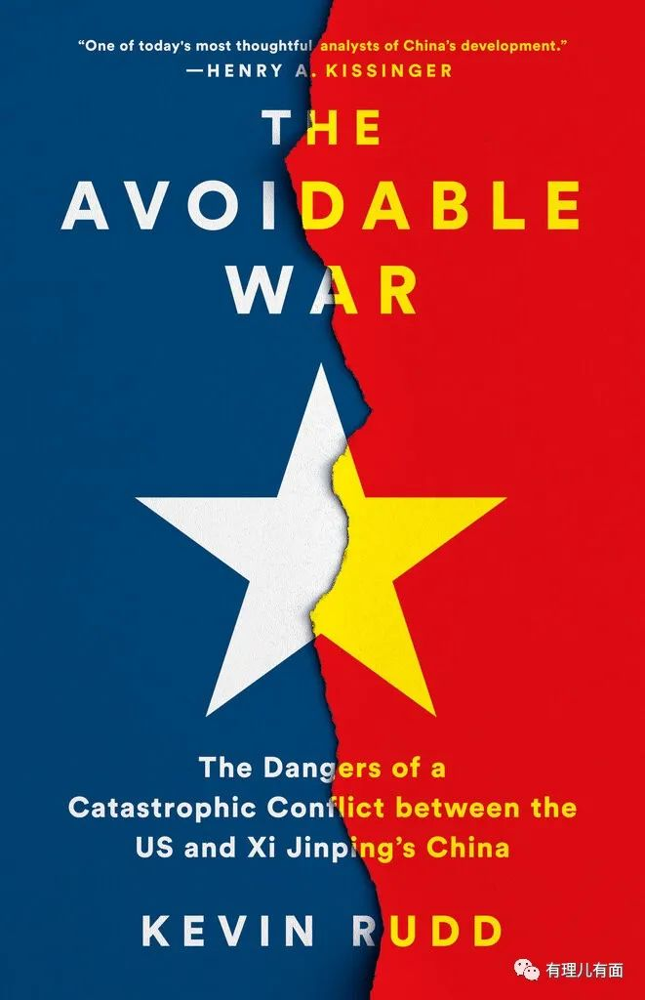 “One of today's most thoughtful analysts of China’s development.”
—HENRY A. KISSINGER
THE
AVOIDABLE
WAR
The Dangers of a
Catastrophic Conflict between the
US and Xi Jinping’s China
KEVIN RUDD
有理儿有面